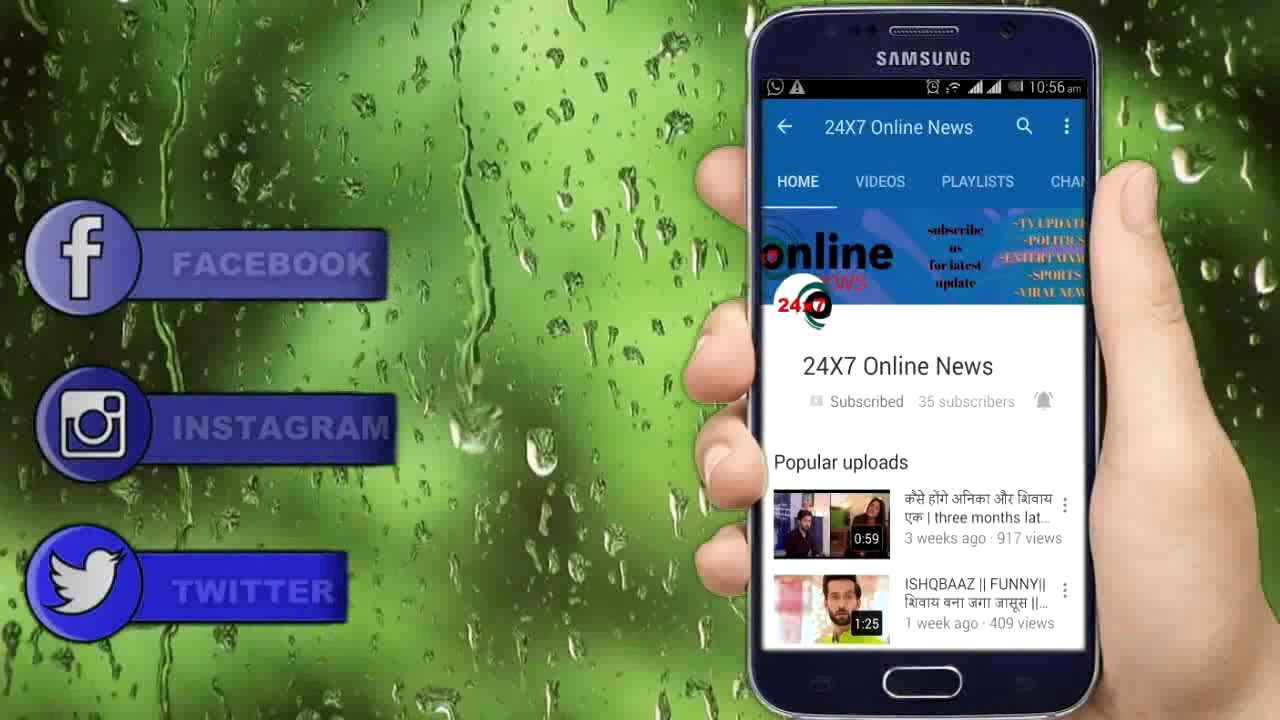 FACEBOOK
INSTAGRAM
TWITTER
SAMSUNG
10:56 am
24X7 Online News
HOME VIDEOS PLAYLISTS CHAN
online
NEWS
subscribe
us
for latest
update
~TV UPDATE
~POLITICS
~ENTERTAINM
~SPORTS
~VIRAL NEW
24x7
24X7 Online News
Subscribed 35 subscribers
Popular uploads
कैसे होंगे अनिका और शिवाय
एक | three months lat...
3 weeks ago · 917 views
0:59
ISHQBAAZ || FUNNY||
शिवाय बना जगा जासूस ||...
1 week ago · 409 views
1:25